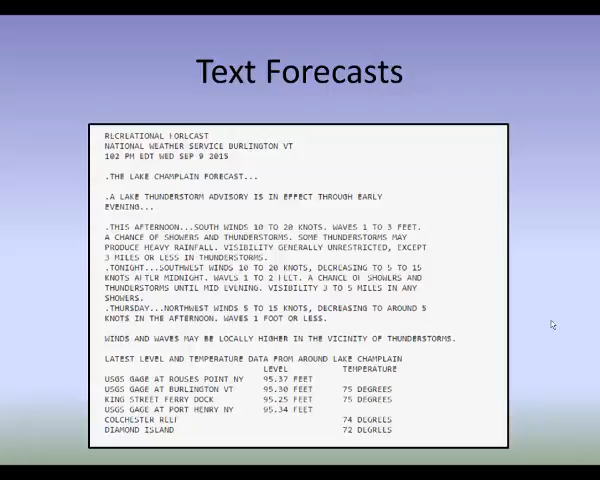 Text Forecasts
RECREATIONAL FORECAST
NATIONAL WEATHER SERVICE BURLINGTON VT
102 PM EDT WED SEP 9 2015
.THE LAKE CHAMPLAIN FORECAST...
.A LAKE THUNDERSTORM ADVISORY IS IN EFFECT THROUGH EARLY
EVENING...
.THIS AFTERNOON...SOUTH WINDS 10 TO 20 KNOTS. WAVES 1 TO 3 FEET.
A CHANCE OF SHOWERS AND THUNDERSTORMS. SOME THUNDERSTORMS MAY
PRODUCE HEAVY RAINFALL. VISIBILITY GENERALLY UNRESTRICTED, EXCEPT
3 MILES OR LESS IN THUNDERSTORMS.
.TONIGHT...SOUTHWEST WINDS 10 TO 20 KNOTS, DECREASING TO 5 TO 15
KNOTS AFTER MIDNIGHT. WAVES 1 TO 2 FEET. A CHANCE OF SHOWERS AND
THUNDERSTORMS UNTIL MID EVENING. VISIBILITY 3 TO 5 MILES IN ANY
SHOWERS.
.THURSDAY...NORTHWEST WINDS 5 TO 15 KNOTS, DECREASING TO AROUND 5
KNOTS IN THE AFTERNOON. WAVES 1 FOOT OR LESS.
WINDS AND WAVES MAY BE LOCALLY HIGHER IN THE VICINITY OF THUNDERSTORMS.
LATEST LEVEL AND TEMPERATURE DATA FROM AROUND LAKE CHAMPLAIN
LEVEL TEMPERATURE
USGS GAGE AT ROUSES POINT NY 95.37 FEET
USGS GAGE AT BURLINGTON VT 95.30 FEET 75 DEGREES
KING STREET FERRY DOCK 95.25 FEET 75 DEGREES
USGS GAGE AT PORT HENRY NY 95.34 FEET
COLCHESTER REEF 74 DEGREES
DIAMOND ISLAND 72 DEGREES